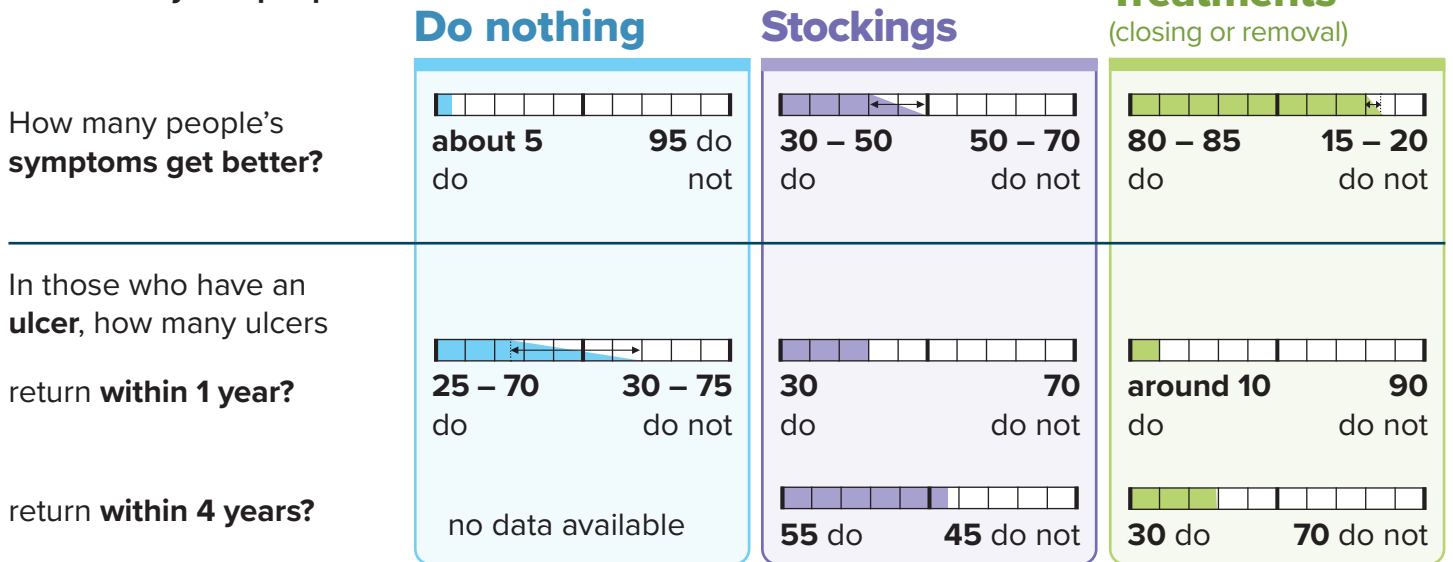 Do nothing
Stockings
Treatments
(closing or removal)
How many people’s
symptoms get better?
about 5 95 do
do not
30 – 50 50 – 70
do do not
80 – 85 15 – 20
do do not
In those who have an
ulcer, how many ulcers
return within 1 year?
25 – 70 30 – 75
do do not
30 70
do do not
around 10 90
do do not
return within 4 years?
no data available
55 do 45 do not
30 do 70 do not